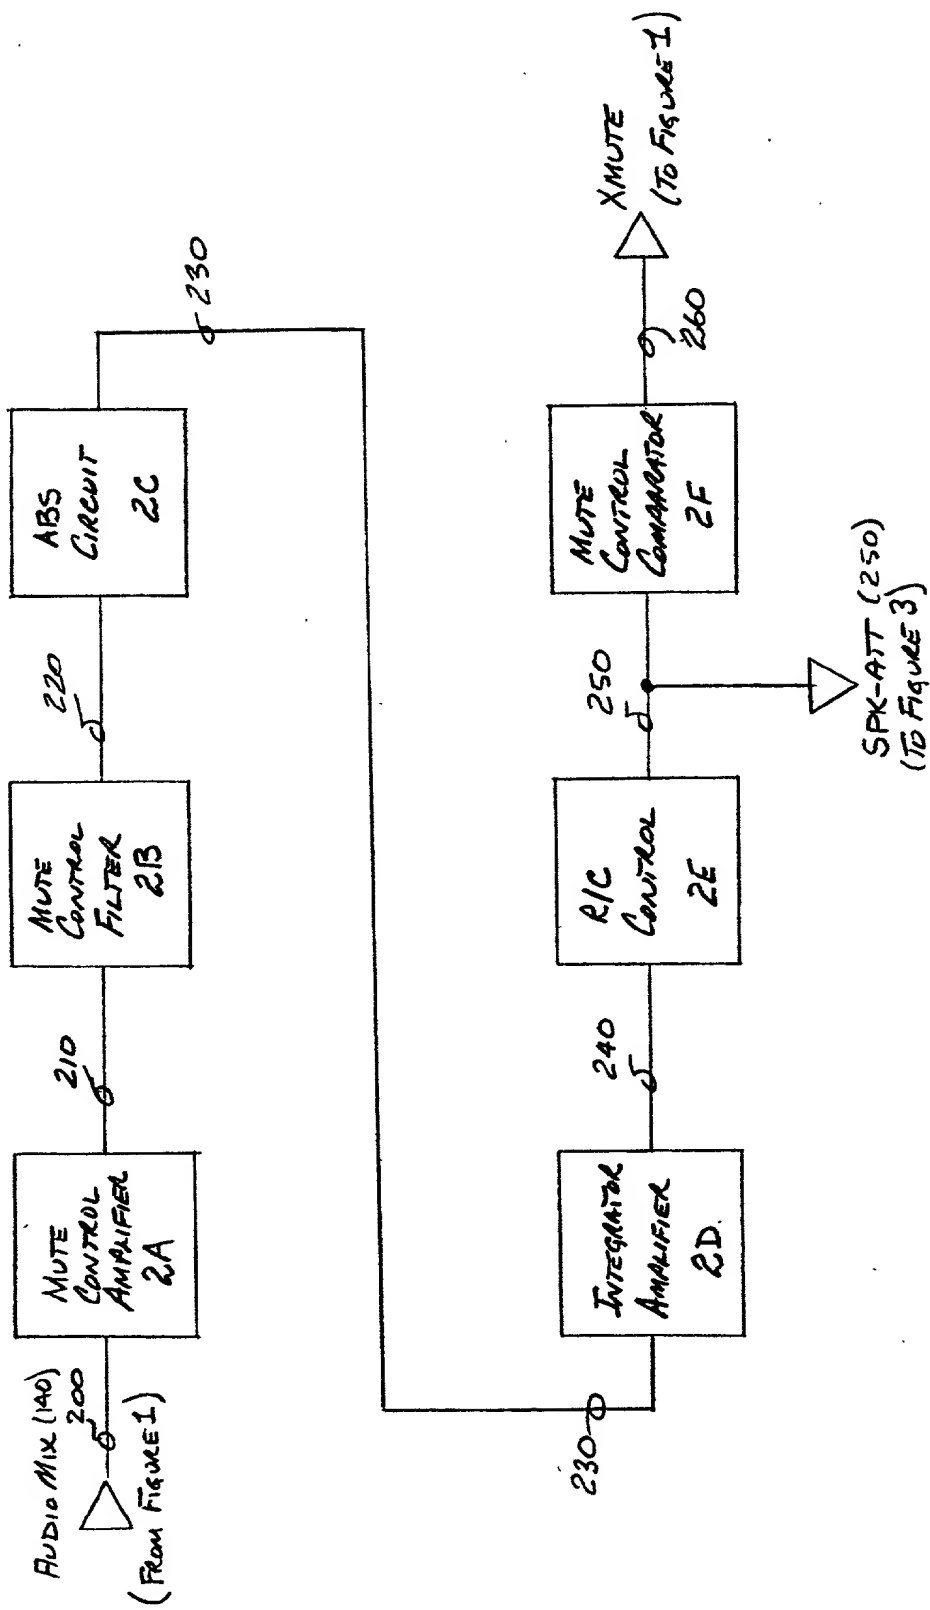 AUDIO MIX (140)
200
(FROM FIGURE 1)
MUTE
CONTROL
AMPLIFIER
2A
210
MUTE
CONTROL
FILTER
2B
220
ABS
CIRCUIT
2C
230
230
INTEGRATOR
AMPLIFIER
2D.
240
R/C
CONTROL
2E
250
SPK-ATT (250)
(TO FIGURE 3)
MUTE
CONTROL
COMPARATOR
2F
260
XMUTE
(TO FIGURE 1)